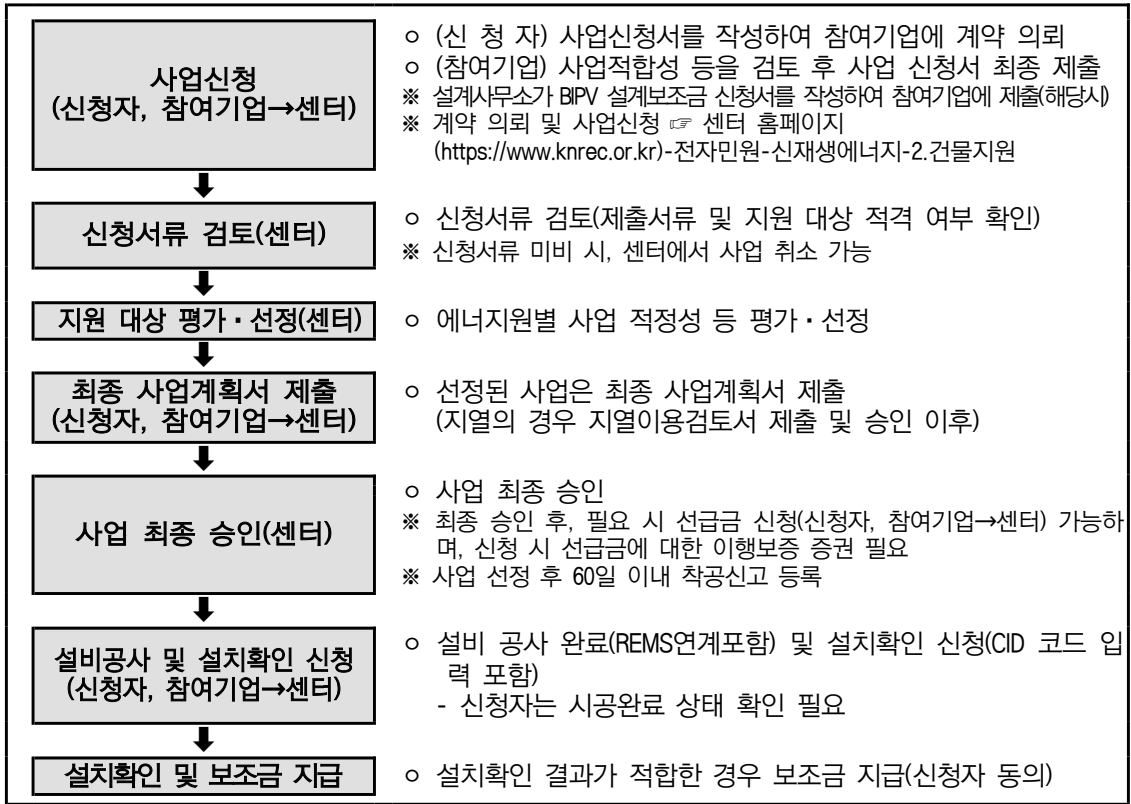 사업신청
(신청자, 참여기업→센터)
ㅇ (신 청 자) 사업신청서를 작성하여 참여기업에 계약 의뢰
ㅇ (참여기업) 사업적합성 등을 검토 후 사업 신청서 최종 제출
※ 설계사무소가 BIPV 설계보조금 신청서를 작성하여 참여기업에 제출(해당시)
※ 계약 의뢰 및 사업신청 ☞ 센터 홈페이지
(https://www.knrec.or.kr)-전자민원-신재생에너지-2.건물지원
신청서류 검토(센터)
ㅇ 신청서류 검토(제출서류 및 지원 대상 적격 여부 확인)
※ 신청서류 미비 시, 센터에서 사업 취소 가능
지원 대상 평가·선정(센터)
ㅇ 에너지원별 사업 적정성 등 평가·선정
최종 사업계획서 제출
(신청자, 참여기업→센터)
ㅇ 선정된 사업은 최종 사업계획서 제출
(지열의 경우 지열이용검토서 제출 및 승인 이후)
사업 최종 승인(센터)
ㅇ 사업 최종 승인
※ 최종 승인 후, 필요 시 선급금 신청(신청자, 참여기업→센터) 가능하
며, 신청 시 선급금에 대한 이행보증 증권 필요
※ 사업 선정 후 60일 이내 착공신고 등록
설비공사 및 설치확인 신청
(신청자, 참여기업→센터)
ㅇ 설비 공사 완료(REMS연계포함) 및 설치확인 신청(CID 코드 입
력 포함)
- 신청자는 시공완료 상태 확인 필요
설치확인 및 보조금 지급
ㅇ 설치확인 결과가 적합한 경우 보조금 지급(신청자 동의)